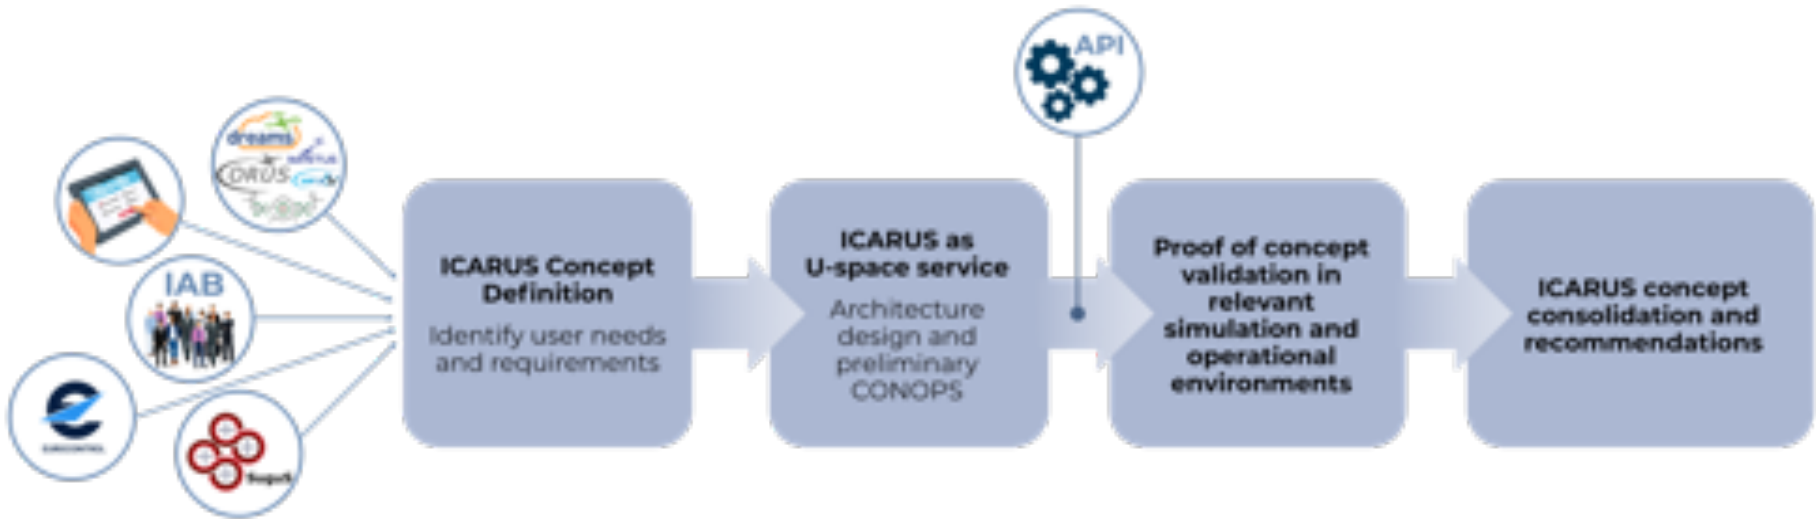 API
dreams
CORUS
IAB
EUROCONTROL
ICARUS Concept
Definition
Identify user needs
and requirements
ICARUS as
U-space service
Architecture
design and
preliminary
CONOPS
Proof of concept
validation in
relevant
simulation and
operational
environments
ICARUS concept
consolidation and
recommendations